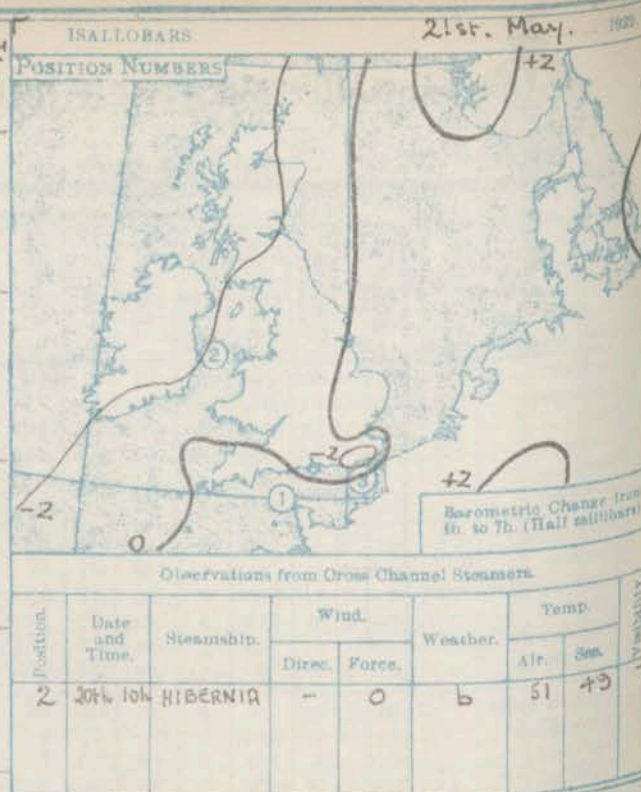 ISALLOBARS 21st. May.
POSITION NUMBERS +2
2
-2
3
+2
1
-2
0
Barometric Change from
4h. to 7h. (Half millibars)
Observations from Cross Channel Steamers.
Position. Date and Time. Steamship. Wind. Direc. Force. Weather. Temp. Air. Sea.
2 20th 10h HIBERNIA - 0 b 51 49